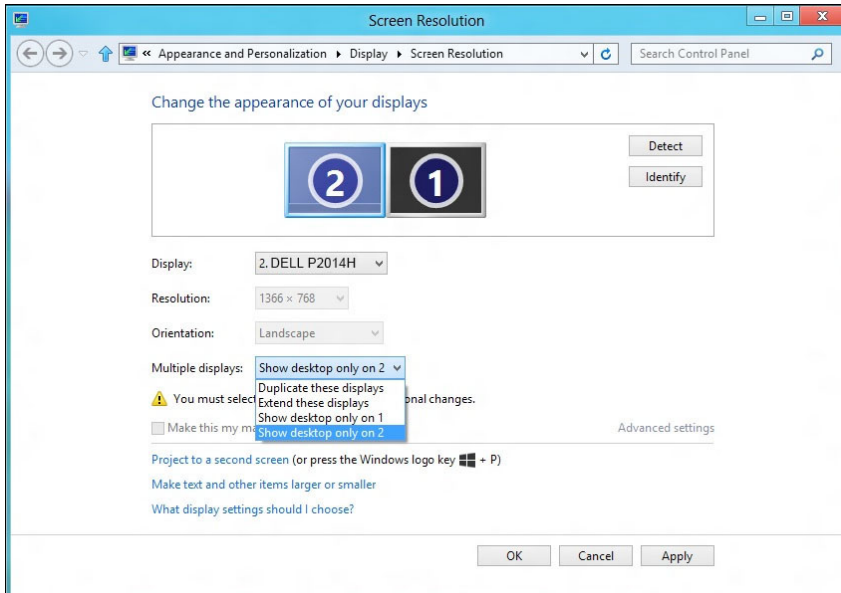 Screen Resolution
« Appearance and Personalization Display Screen Resolution Search Control Panel
Change the appearance of your displays
2 1
Detect
Identify
Display: 2. DELL P2014H
Resolution: 1366 × 768
Orientation: Landscape
Multiple displays: Show desktop only on 2
Duplicate these displays
You must selec onal changes.
Extend these displays
Show desktop only on 1
Make this my m Advanced settings
Show desktop only on 2
Project to a second screen (or press the Windows logo key + P)
Make text and other items larger or smaller
What display settings should I choose?
OK Cancel Apply